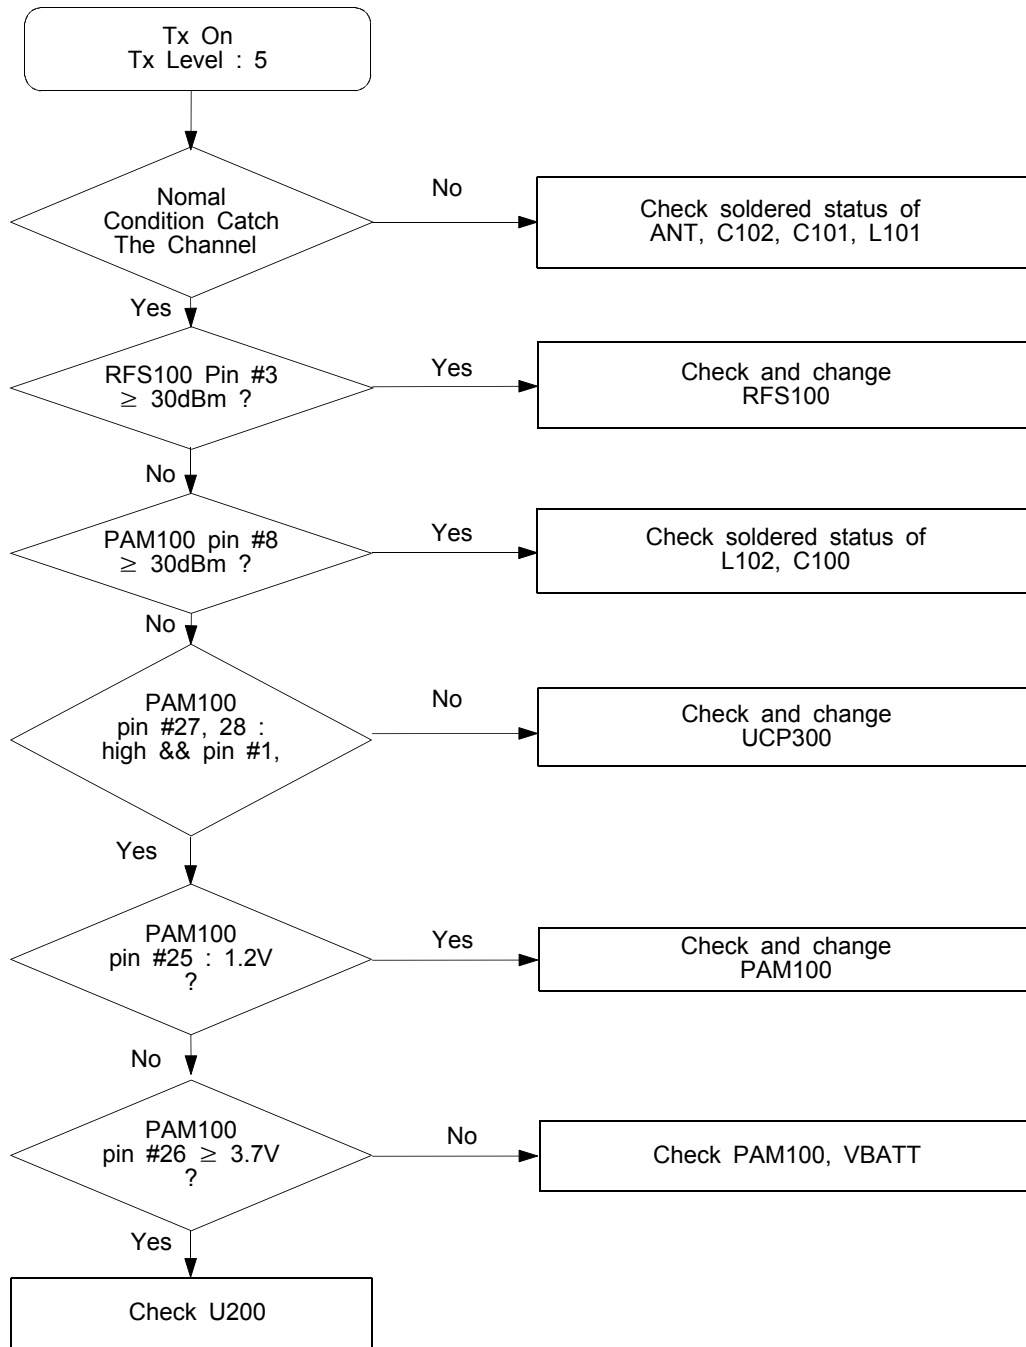 Tx On
Tx Level : 5
Nomal
Condition Catch
The Channel
No
Check soldered status of
ANT, C102, C101, L101
Yes
RFS100 Pin #3
≥ 30dBm ?
Yes
Check and change
RFS100
No
PAM100 pin #8
≥ 30dBm ?
Yes
Check soldered status of
L102, C100
No
PAM100
pin #27, 28 :
high && pin #1,
No
Check and change
UCP300
Yes
PAM100
pin #25 : 1.2V
?
Yes
Check and change
PAM100
No
PAM100
pin #26 ≥ 3.7V
?
No
Check PAM100, VBATT
Yes
Check U200